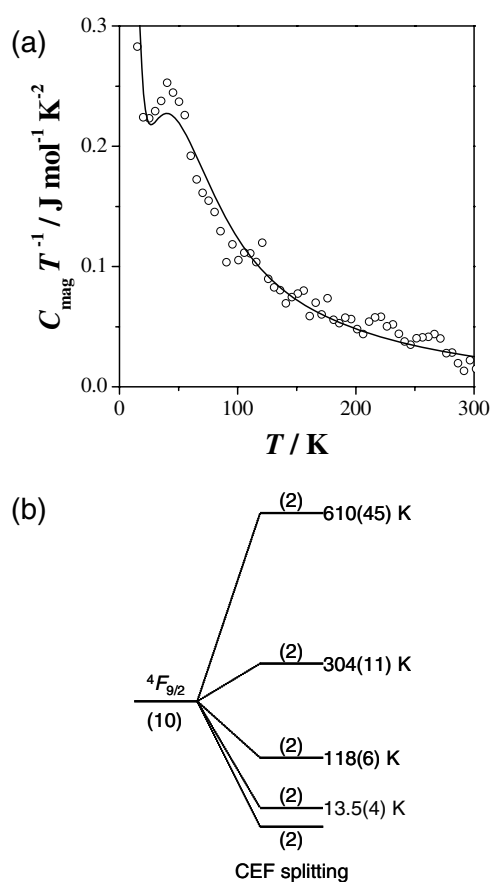 (a)
0.3
0.2
0.1
0.0
C_mag T^-1 / J mol^-1 K^-2
0 100 200 300
T / K
(b)
(2) 610(45) K
(2) 304(11) K
^4F_9/2
(10)
(2) 118(6) K
(2) 13.5(4) K
(2)
CEF splitting